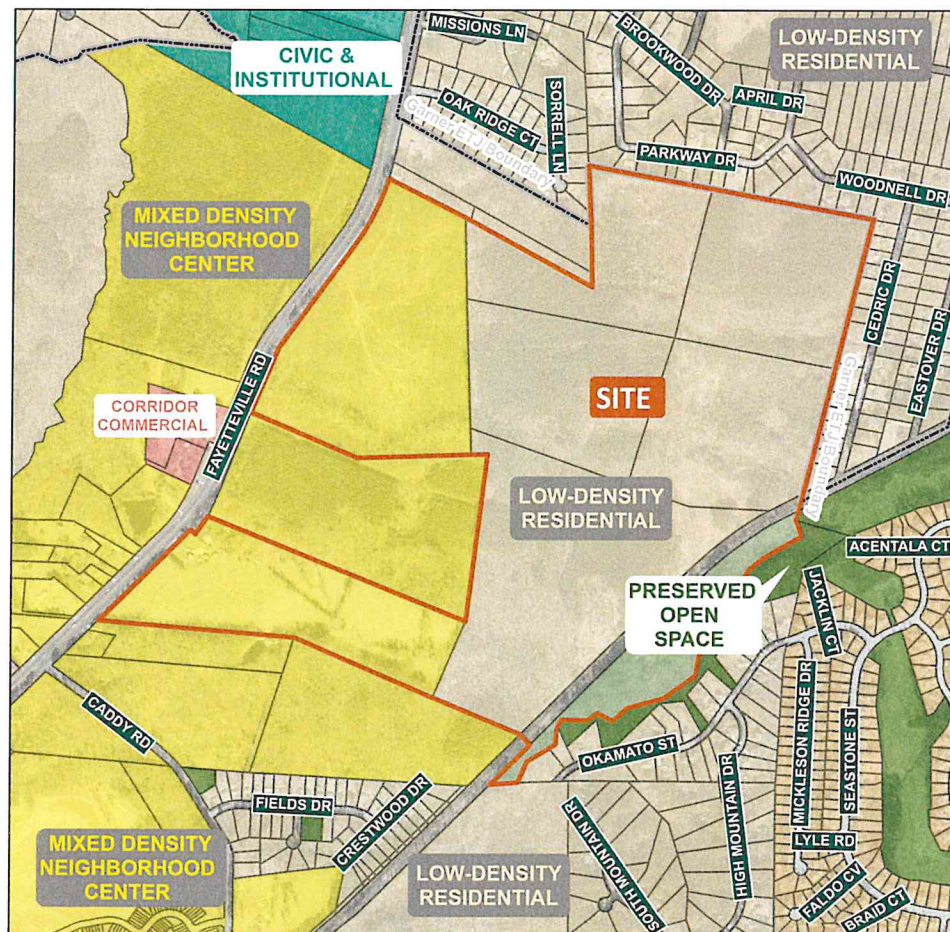 MISSIONS LN
BROOKWOOD DR
LOW-DENSITY
RESIDENTIAL
CIVIC &
INSTITUTIONAL
OAK RIDGE CT
SORRELL LN
APRIL DR
Garner ETJ Boundary
PARKWAY DR
WOODNELL DR
MIXED DENSITY
NEIGHBORHOOD
CENTER
CEDRIC DR
EASTOVER DR
SITE
CORRIDOR
COMMERCIAL
FAYETTEVILLE RD
Garner ETJ Boundary
LOW-DENSITY
RESIDENTIAL
ACENTALA CT
PRESERVED
OPEN
SPACE
JACKLIN CT
CADDY RD
OKAMATO ST
MICKLESON RIDGE DR
SEASTONE ST
HIGH MOUNTAIN DR
FIELDS DR
CRESTWOOD DR
SOUTH MOUNTAIN DR
LYLE RD
MIXED DENSITY
NEIGHBORHOOD
CENTER
LOW-DENSITY
RESIDENTIAL
FALDO CV
BRAID CT